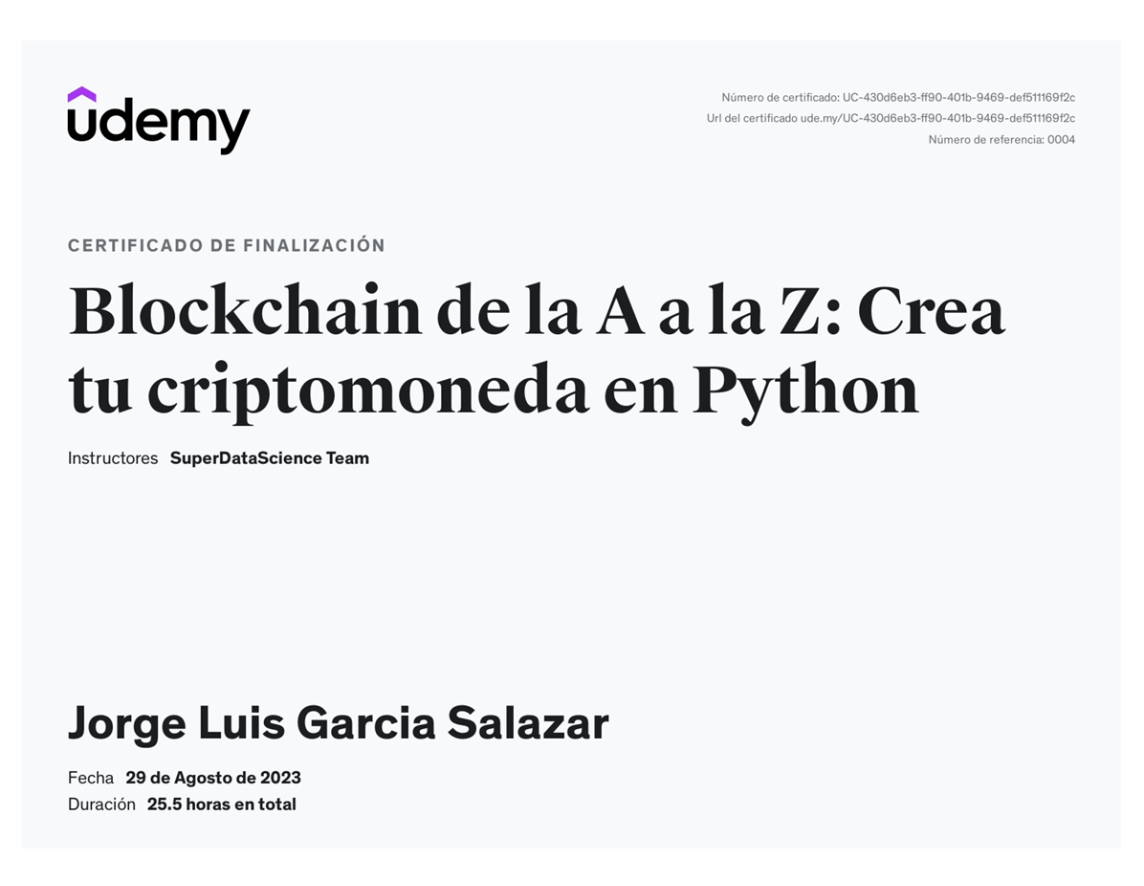 ûdemy
Número de certificado: UC-430d6eb3-ff90-401b-9469-def511169f2c
Url del certificado ude.my/UC-430d6eb3-ff90-401b-9469-def511169f2c
Número de referencia: 0004
CERTIFICADO DE FINALIZACIÓN
Blockchain de la A a la Z: Crea
tu criptomoneda en Python
Instructores SuperDataScience Team
Jorge Luis Garcia Salazar
Fecha 29 de Agosto de 2023
Duración 25.5 horas en total